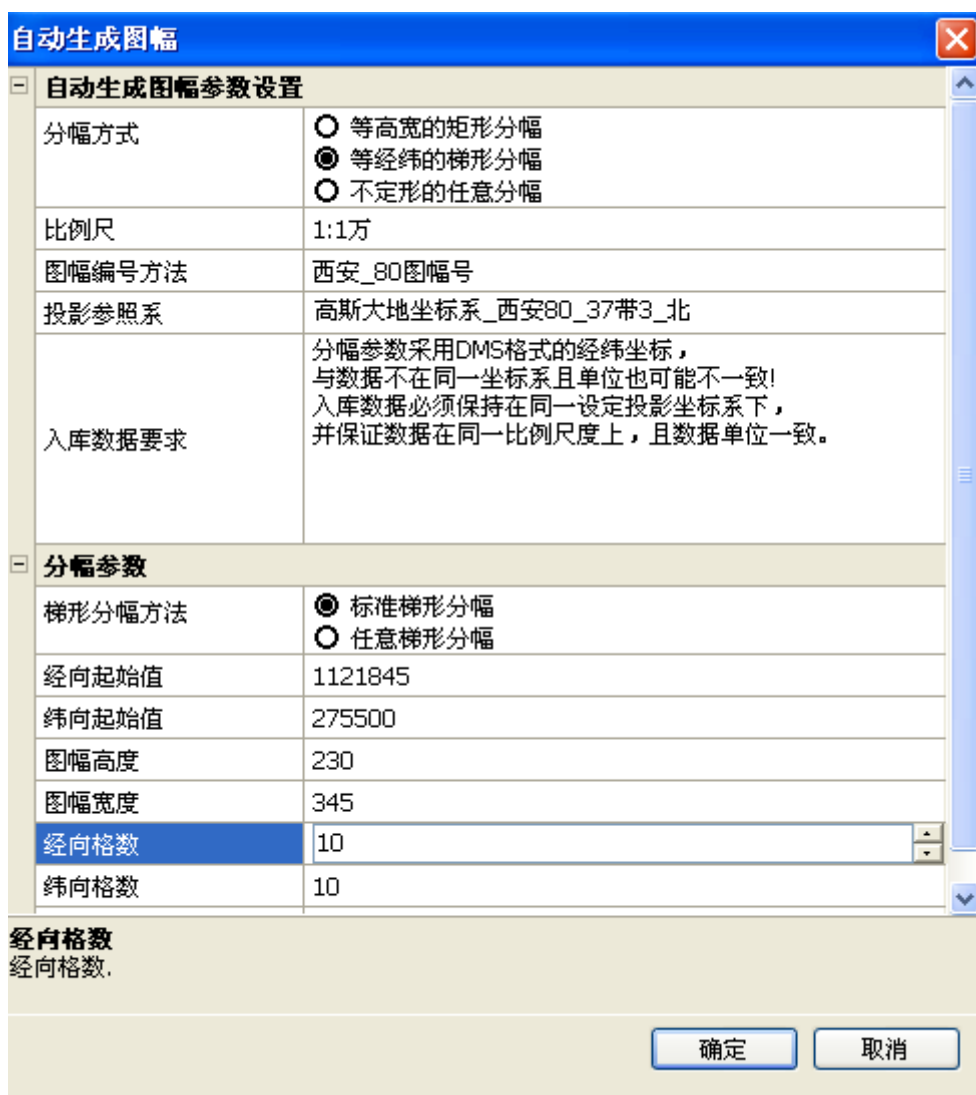 自动生成图幅
自动生成图幅参数设置
分幅方式
等高宽的矩形分幅
等经纬的梯形分幅
不定形的任意分幅
比例尺
1:1万
图幅编号方法
西安_80图幅号
投影参照系
高斯大地坐标系_西安80_37带3_北
入库数据要求
分幅参数采用DMS格式的经纬坐标，
与数据不在同一坐标系且单位也可能不一致!
入库数据必须保持在同一设定投影坐标系下，
并保证数据在同一比例尺度上，且数据单位一致。
分幅参数
梯形分幅方法
标准梯形分幅
任意梯形分幅
经向起始值
1121845
纬向起始值
275500
图幅高度
230
图幅宽度
345
经向格数
10
纬向格数
10
经向格数
经向格数.
确定
取消